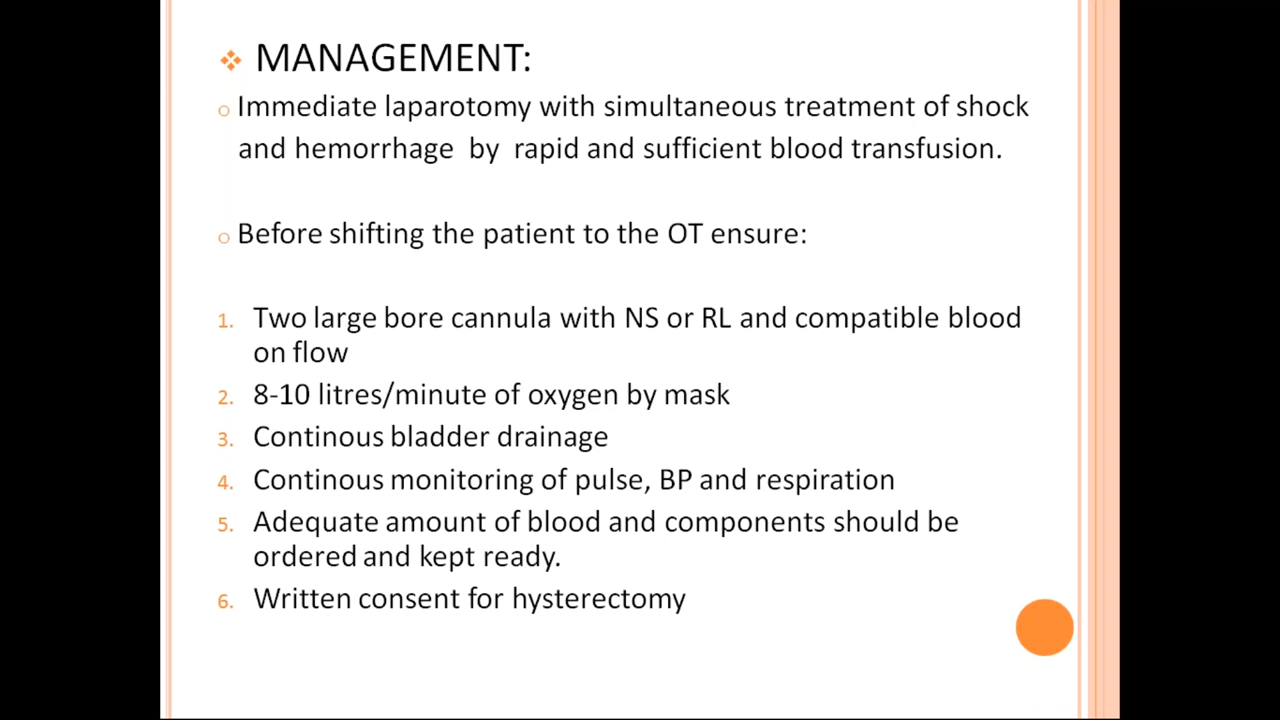 ❖ MANAGEMENT:
o Immediate laparotomy with simultaneous treatment of shock
and hemorrhage by rapid and sufficient blood transfusion.
o Before shifting the patient to the OT ensure:
1. Two large bore cannula with NS or RL and compatible blood
on flow
2. 8-10 litres/minute of oxygen by mask
3. Continous bladder drainage
4. Continous monitoring of pulse, BP and respiration
5. Adequate amount of blood and components should be
ordered and kept ready.
6. Written consent for hysterectomy